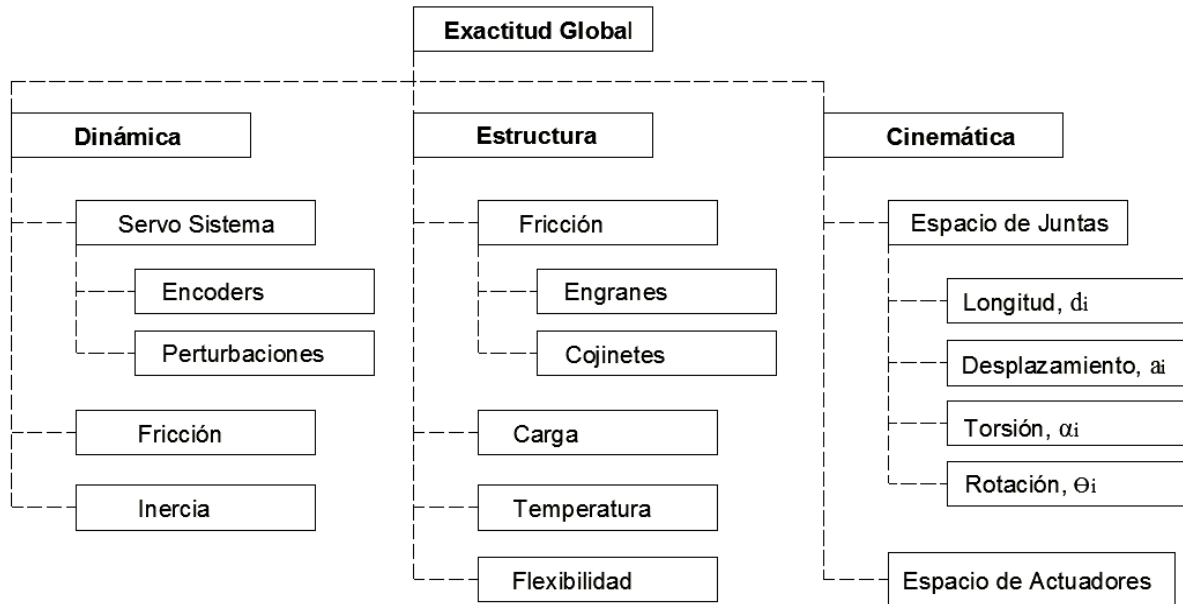 Exactitud Global
Dinámica
Servo Sistema
Encoders
Perturbaciones
Fricción
Inercia
Estructura
Fricción
Engranes
Cojinetes
Carga
Temperatura
Flexibilidad
Cinemática
Espacio de Juntas
Longitud, di
Desplazamiento, ai
Torsión, αi
Rotación, Θi
Espacio de Actuadores